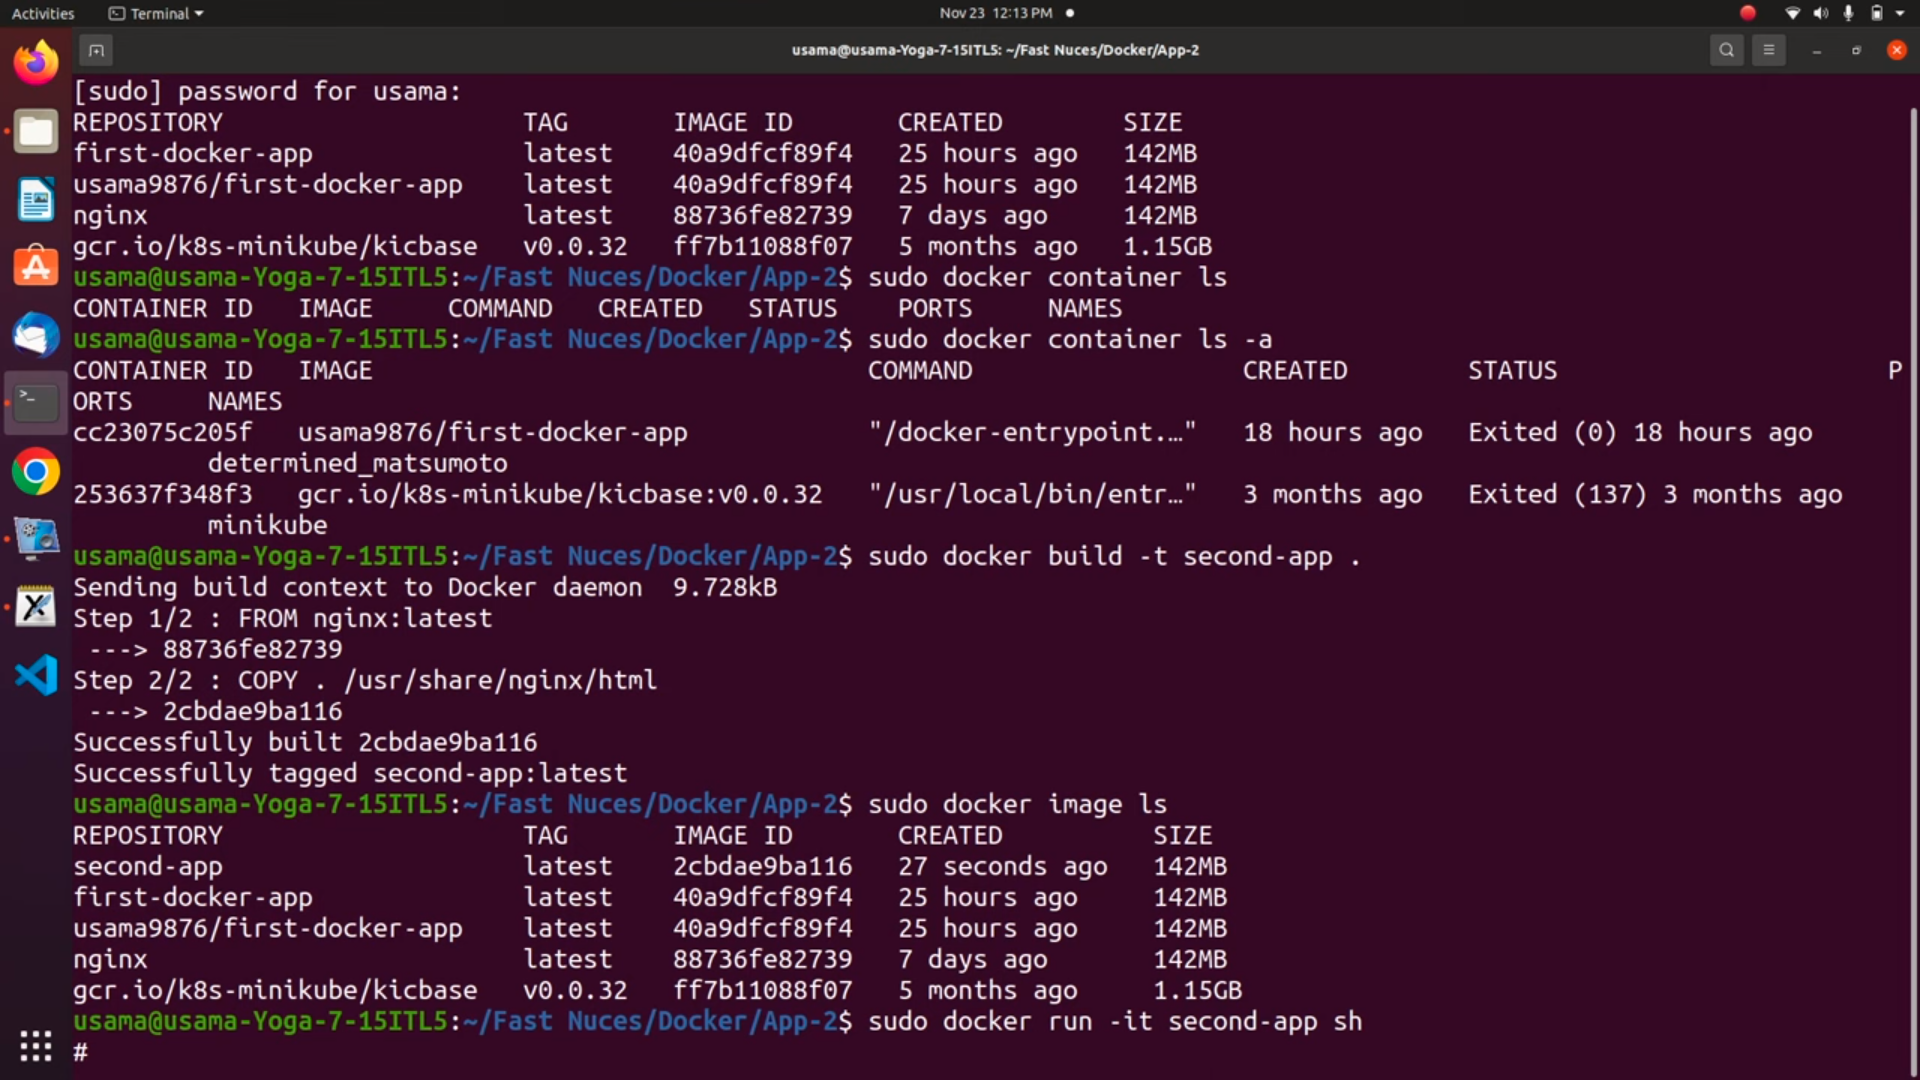 Activities Terminal Nov 23 12:13 PM
usama@usama-Yoga-7-15ITL5: ~/Fast Nuces/Docker/App-2
[sudo] password for usama:
REPOSITORY TAG IMAGE ID CREATED SIZE
first-docker-app latest 40a9dfcf89f4 25 hours ago 142MB
usama9876/first-docker-app latest 40a9dfcf89f4 25 hours ago 142MB
nginx latest 88736fe82739 7 days ago 142MB
gcr.io/k8s-minikube/kicbase v0.0.32 ff7b11088f07 5 months ago 1.15GB
usama@usama-Yoga-7-15ITL5:~/Fast Nuces/Docker/App-2$ sudo docker container ls
CONTAINER ID IMAGE COMMAND CREATED STATUS PORTS NAMES
usama@usama-Yoga-7-15ITL5:~/Fast Nuces/Docker/App-2$ sudo docker container ls -a
CONTAINER ID IMAGE COMMAND CREATED STATUS P
ORTS NAMES
cc23075c205f usama9876/first-docker-app "/docker-entrypoint.…" 18 hours ago Exited (0) 18 hours ago
determined_matsumoto
253637f348f3 gcr.io/k8s-minikube/kicbase:v0.0.32 "/usr/local/bin/entr…" 3 months ago Exited (137) 3 months ago
minikube
usama@usama-Yoga-7-15ITL5:~/Fast Nuces/Docker/App-2$ sudo docker build -t second-app .
Sending build context to Docker daemon 9.728kB
Step 1/2 : FROM nginx:latest
---> 88736fe82739
Step 2/2 : COPY . /usr/share/nginx/html
---> 2cbdae9ba116
Successfully built 2cbdae9ba116
Successfully tagged second-app:latest
usama@usama-Yoga-7-15ITL5:~/Fast Nuces/Docker/App-2$ sudo docker image ls
REPOSITORY TAG IMAGE ID CREATED SIZE
second-app latest 2cbdae9ba116 27 seconds ago 142MB
first-docker-app latest 40a9dfcf89f4 25 hours ago 142MB
usama9876/first-docker-app latest 40a9dfcf89f4 25 hours ago 142MB
nginx latest 88736fe82739 7 days ago 142MB
gcr.io/k8s-minikube/kicbase v0.0.32 ff7b11088f07 5 months ago 1.15GB
usama@usama-Yoga-7-15ITL5:~/Fast Nuces/Docker/App-2$ sudo docker run -it second-app sh
#